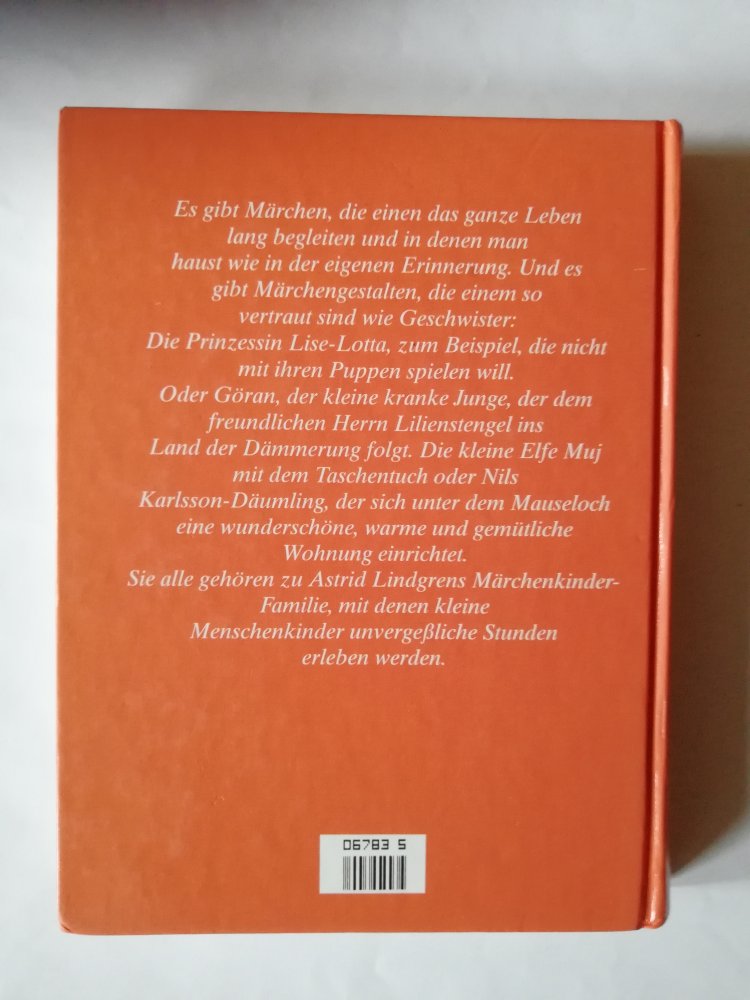 Es gibt Märchen, die einen das ganze Leben
lang begleiten und in denen man
haust wie in der eigenen Erinnerung. Und es
gibt Märchengestalten, die einem so
vertraut sind wie Geschwister:
Die Prinzessin Lise-Lotta, zum Beispiel, die nicht
mit ihren Puppen spielen will.
Oder Göran, der kleine kranke Junge, der dem
freundlichen Herrn Lilienstengel ins
Land der Dämmerung folgt. Die kleine Elfe Muj
mit dem Taschentuch oder Nils
Karlsson-Däumling, der sich unter dem Mauseloch
eine wunderschöne, warme und gemütliche
Wohnung einrichtet.
Sie alle gehören zu Astrid Lindgrens Märchenkinder-
Familie, mit denen kleine
Menschenkinder unvergeßliche Stunden
erleben werden.
06783 5